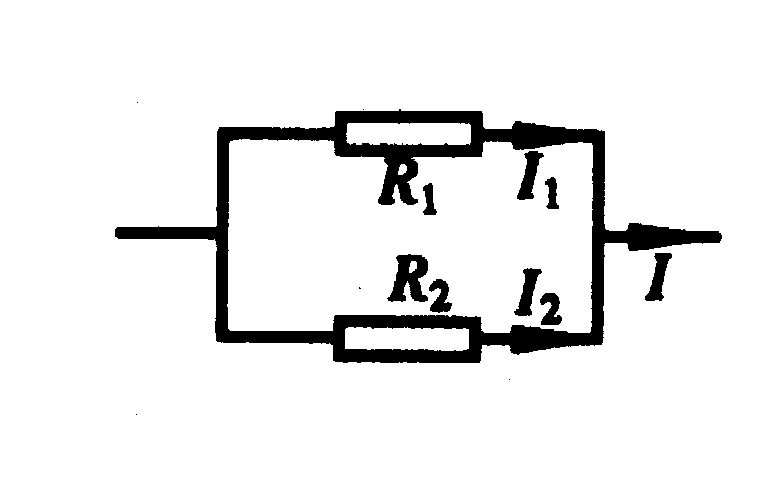 R₁ I₁
I
R₂ I₂